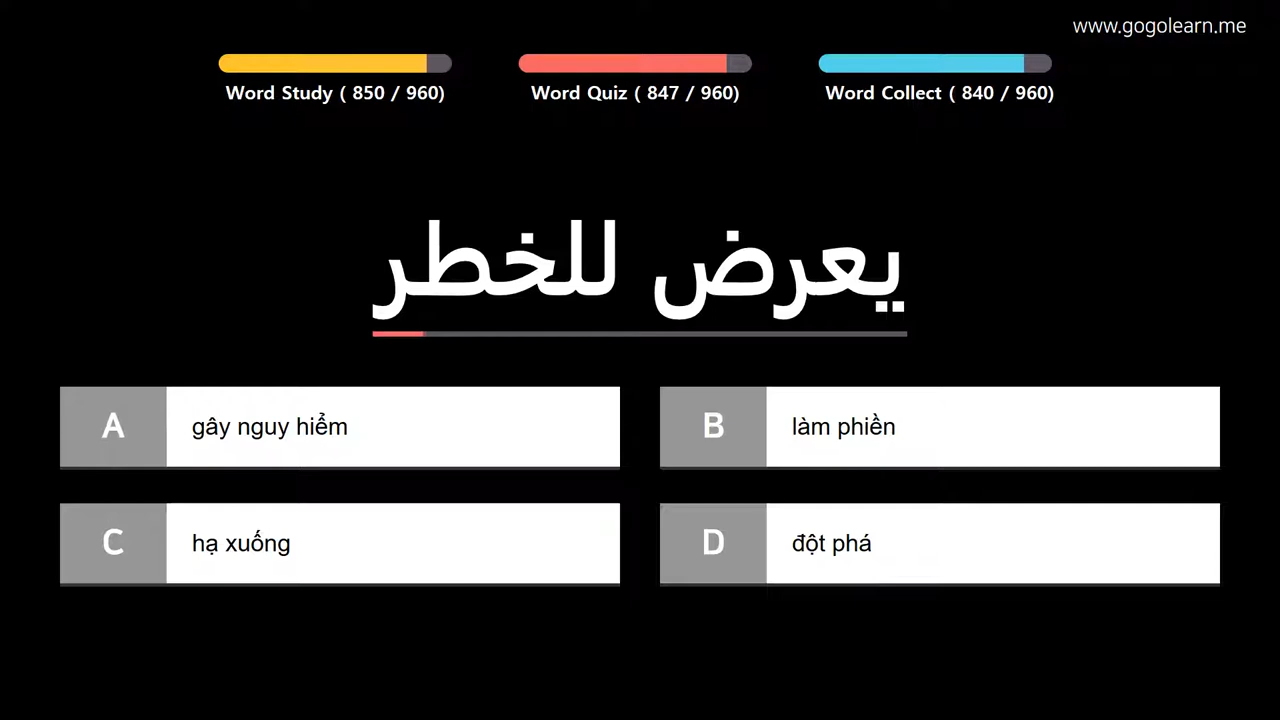 www.gogolearn.me
Word Study ( 850 / 960)
Word Quiz ( 847 / 960)
Word Collect ( 840 / 960)
يعرض للخطر
A
gây nguy hiểm
B
làm phiền
C
hạ xuống
D
đột phá